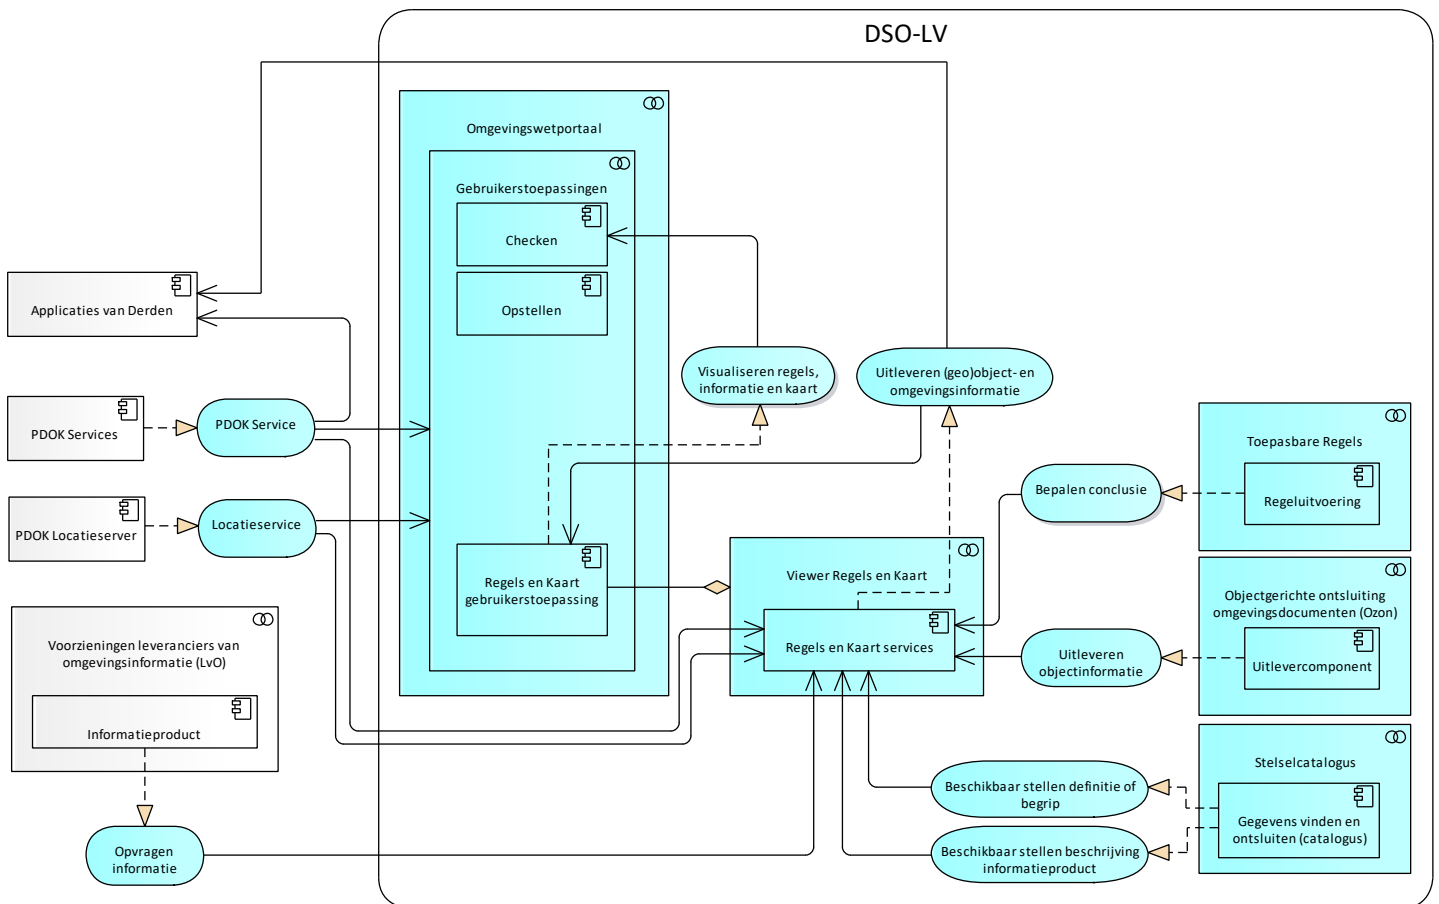 DSO-LV
Omgevingswetportaal
Gebruikerstoepassingen
Checken
Opstellen
Applicaties van Derden
Visualiseren regels,
informatie en kaart
Uitleveren (geo)object- en
omgevingsinformatie
PDOK Services
PDOK Service
Toepasbare Regels
Regeluitvoering
Bepalen conclusie
PDOK Locatieserver
Locatieservice
Regels en Kaart
gebruikerstoepassing
Viewer Regels en Kaart
Regels en Kaart services
Objectgerichte ontsluiting
omgevingsdocumenten (Ozon)
Uitlevercomponent
Uitleveren
objectinformatie
Voorzieningen leveranciers van
omgevingsinformatie (LvO)
Informatieproduct
Stelselcatalogus
Gegevens vinden en
ontsluiten (catalogus)
Beschikbaar stellen definitie of
begrip
Beschikbaar stellen beschrijving
informatieproduct
Opvragen
informatie